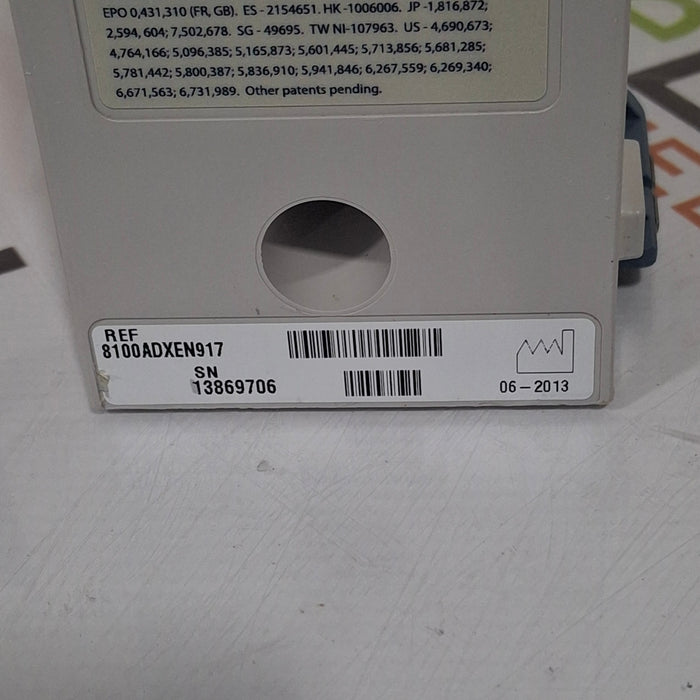 EPO 0,431,310 (FR, GB). ES - 2154651. HK -1006006. JP -1,816,872;
2,594,604; 7,502,678. SG - 49695. TW NI-107963. US - 4,690,673;
4,764,166; 5,096,385; 5,165,873; 5,601,445; 5,713,856; 5,681,285;
5,781,442; 5,800,387; 5,836,910; 5,941,846; 6,267,559; 6,269,340;
6,671,563; 6,731,989. Other patents pending.
REF
8100ADXEN917
SN
13869706
06-2013